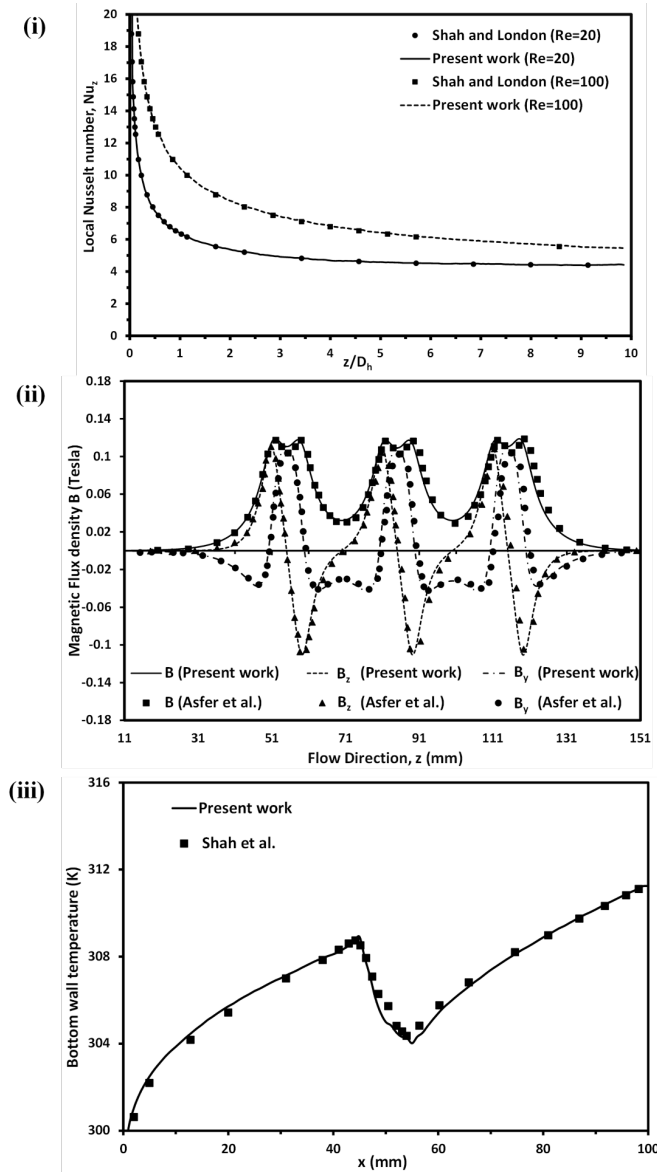 (i)
Local Nusselt number, Nu_z
20
18
16
14
12
10
8
6
4
2
0
Shah and London (Re=20)
Present work (Re=20)
Shah and London (Re=100)
Present work (Re=100)
0 1 2 3 4 5 6 7 8 9 10
z/D_h
(ii)
Magnetic Flux density B (Tesla)
0.18
0.14
0.1
0.06
0.02
-0.02
-0.06
-0.1
-0.14
-0.18
B (Present work) B_z (Present work) B_y (Present work)
B (Asfer et al.) B_z (Asfer et al.) B_y (Asfer et al.)
11 31 51 71 91 111 131 151
Flow Direction, z (mm)
(iii)
Bottom wall temperature (K)
316
312
308
304
300
Present work
Shah et al.
0 20 40 60 80 100
x (mm)